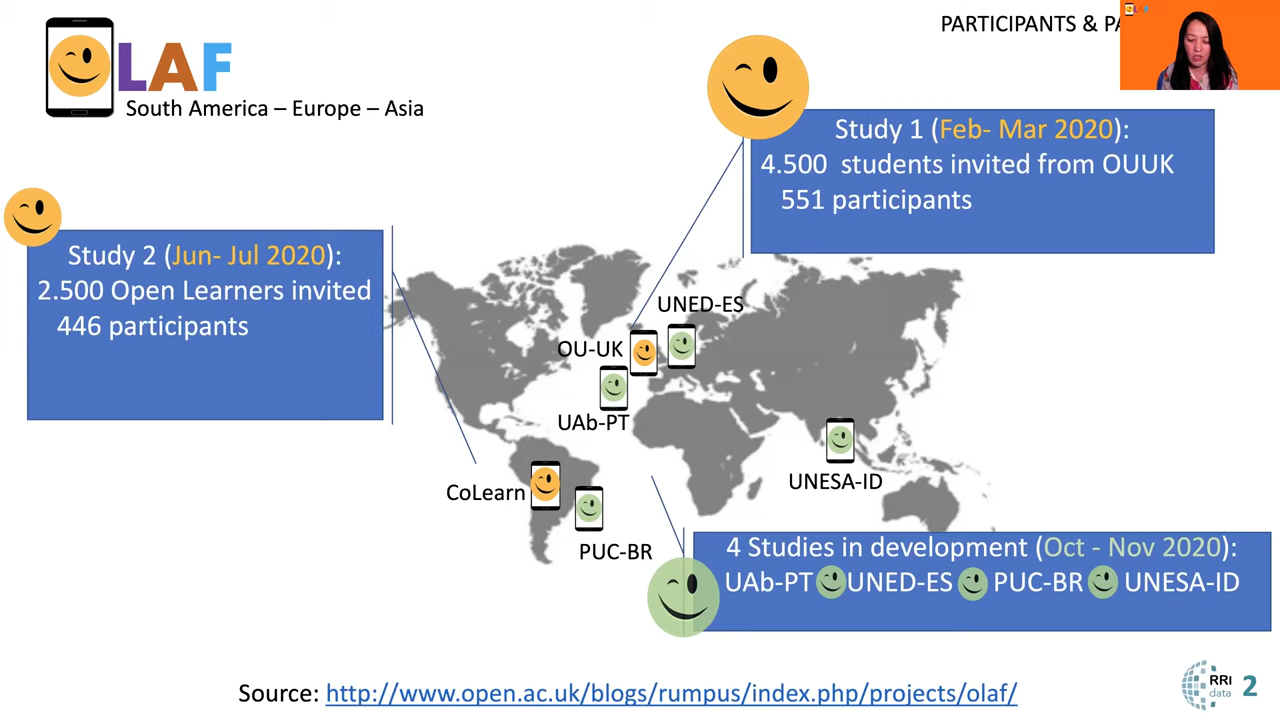 PARTICIPANTS &
OLAF
South America – Europe – Asia
Study 1 (Feb- Mar 2020):
4.500 students invited from OUUK
551 participants
Study 2 (Jun- Jul 2020):
2.500 Open Learners invited
446 participants
UNED-ES
OU-UK
UAb-PT
UNESA-ID
CoLearn
PUC-BR
4 Studies in development (Oct - Nov 2020):
UAb-PT UNED-ES PUC-BR UNESA-ID
Source: http://www.open.ac.uk/blogs/rumpus/index.php/projects/olaf/
RRI
data
2